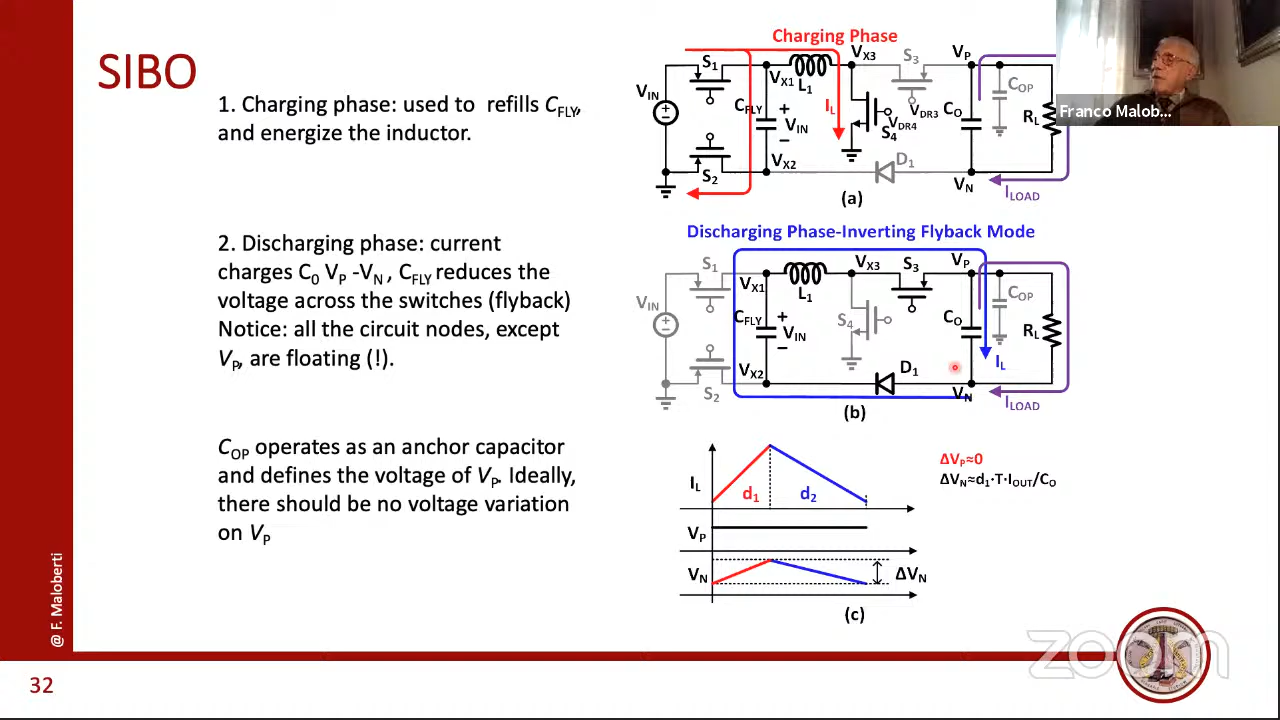 SIBO
1. Charging phase: used to refills CFLY,
and energize the inductor.
2. Discharging phase: current
charges C0 VP -VN , CFLY reduces the
voltage across the switches (flyback)
Notice: all the circuit nodes, except
VP, are floating (!).
COP operates as an anchor capacitor
and defines the voltage of VP. Ideally,
there should be no voltage variation
on VP
Charging Phase
VIN
+
−
S1
S2
CFLY
VX1
+
VIN
−
VX2
L1
IL
VX3
S3
VDR3
VDR4
S4
D1
VP
CO
VN
COP
RL
ILOAD
(a)
Franco Malob...
Discharging Phase-Inverting Flyback Mode
VIN
+
−
S1
S2
VX1
CFLY
+
VIN
−
VX2
L1
VX3
S3
S4
D1
VP
CO
VN
IL
COP
RL
ILOAD
(b)
IL
d1
d2
VP
VN
ΔVN
(c)
ΔVP≈0
ΔVN≈d1·T·IOUT/CO
@ F. Maloberti
32
zoom